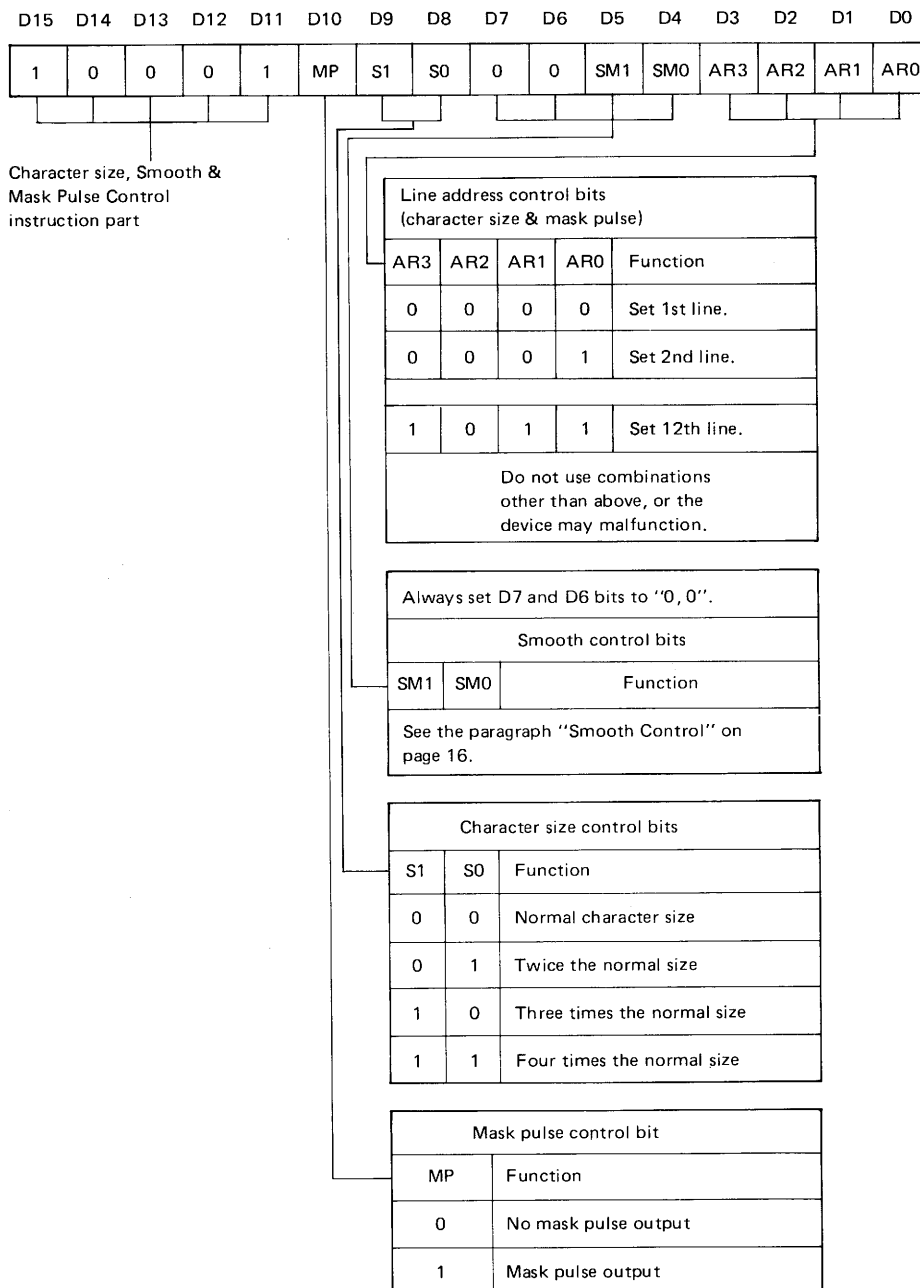 D15 D14 D13 D12 D11 D10 D9 D8 D7 D6 D5 D4 D3 D2 D1 D0
1 0 0 0 1 MP S1 S0 0 0 SM1 SM0 AR3 AR2 AR1 AR0
Character size, Smooth &
Mask Pulse Control
instruction part
Line address control bits
(character size & mask pulse)
AR3 AR2 AR1 AR0 Function
0 0 0 0 Set 1st line.
0 0 0 1 Set 2nd line.
1 0 1 1 Set 12th line.
Do not use combinations
other than above, or the
device may malfunction.
Always set D7 and D6 bits to "0, 0".
Smooth control bits
SM1 SM0 Function
See the paragraph "Smooth Control" on
page 16.
Character size control bits
S1 S0 Function
0 0 Normal character size
0 1 Twice the normal size
1 0 Three times the normal size
1 1 Four times the normal size
Mask pulse control bit
MP Function
0 No mask pulse output
1 Mask pulse output